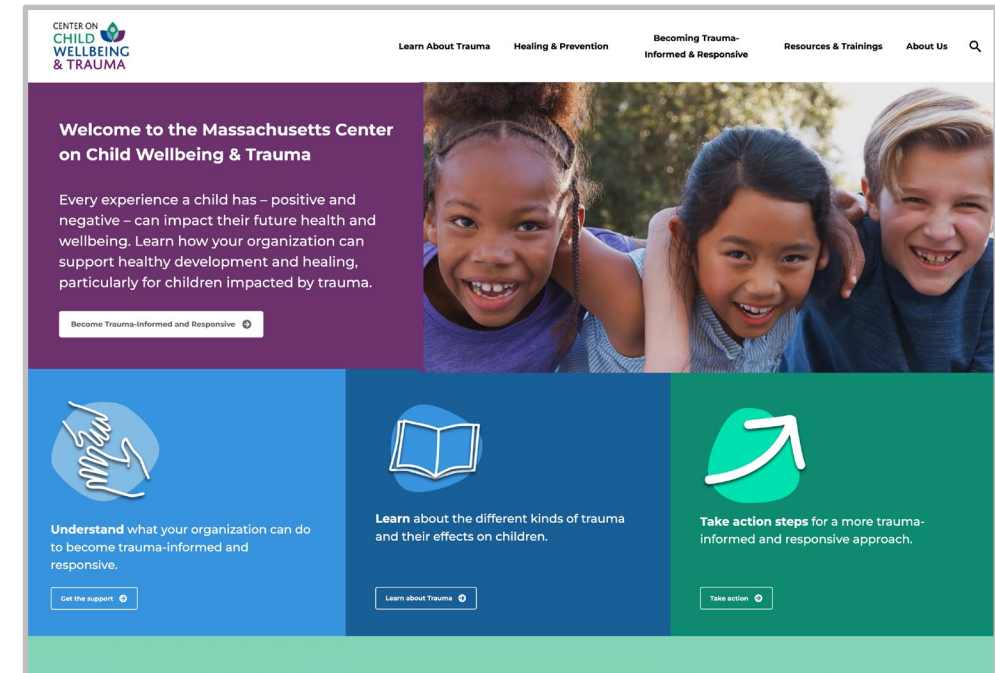 CENTER ON
CHILD
WELLBEING
& TRAUMA
Learn About Trauma
Healing & Prevention
Becoming Trauma-
Informed & Responsive
Resources & Trainings
About Us
Welcome to the Massachusetts Center
on Child Wellbeing & Trauma
Every experience a child has – positive and
negative – can impact their future health and
wellbeing. Learn how your organization can
support healthy development and healing,
particularly for children impacted by trauma.
Become Trauma-Informed and Responsive
Understand what your organization can do
to become trauma-informed and
responsive.
Get the support
Learn about the different kinds of trauma
and their effects on children.
Learn about Trauma
Take action steps for a more trauma-
informed and responsive approach.
Take action